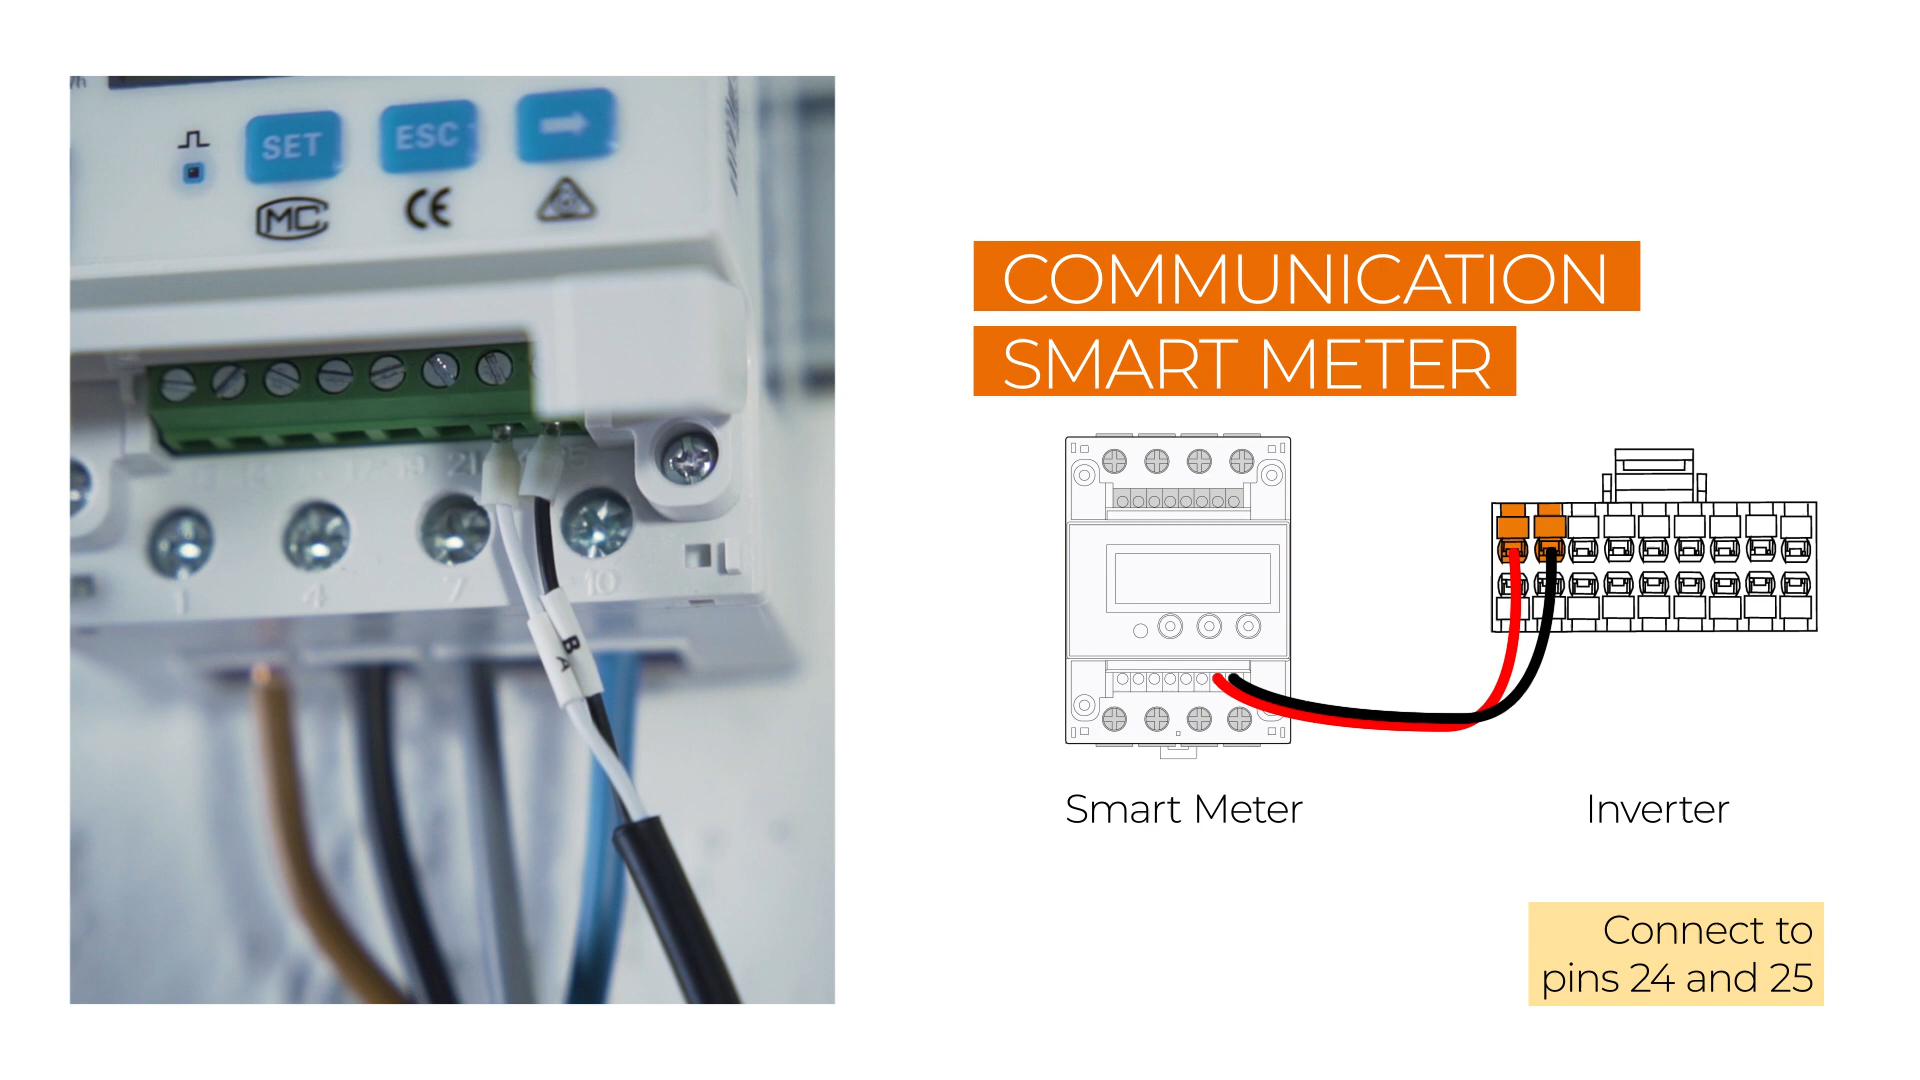 SET
ESC
MC
CE
21
1
4
7
10
B
A
COMMUNICATION
SMART METER
Smart Meter
Inverter
Connect to
pins 24 and 25